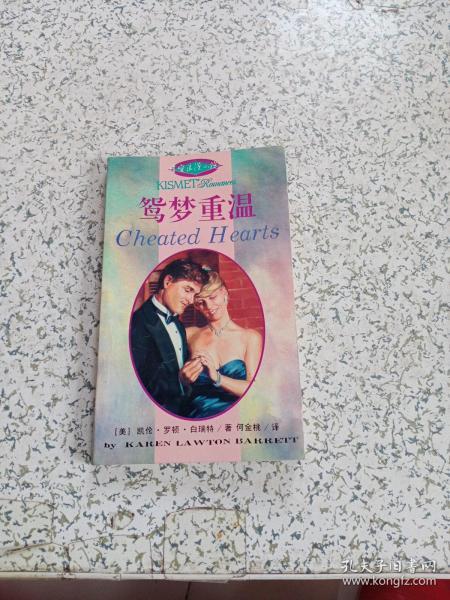 KISMET Romances
鸳梦重温
Cheated Hearts
[美] 凯伦·罗顿·白瑞特/著 何金桃/译
by KAREN LAWTON BARRETT
孔夫子旧书网
www.kongfz.com